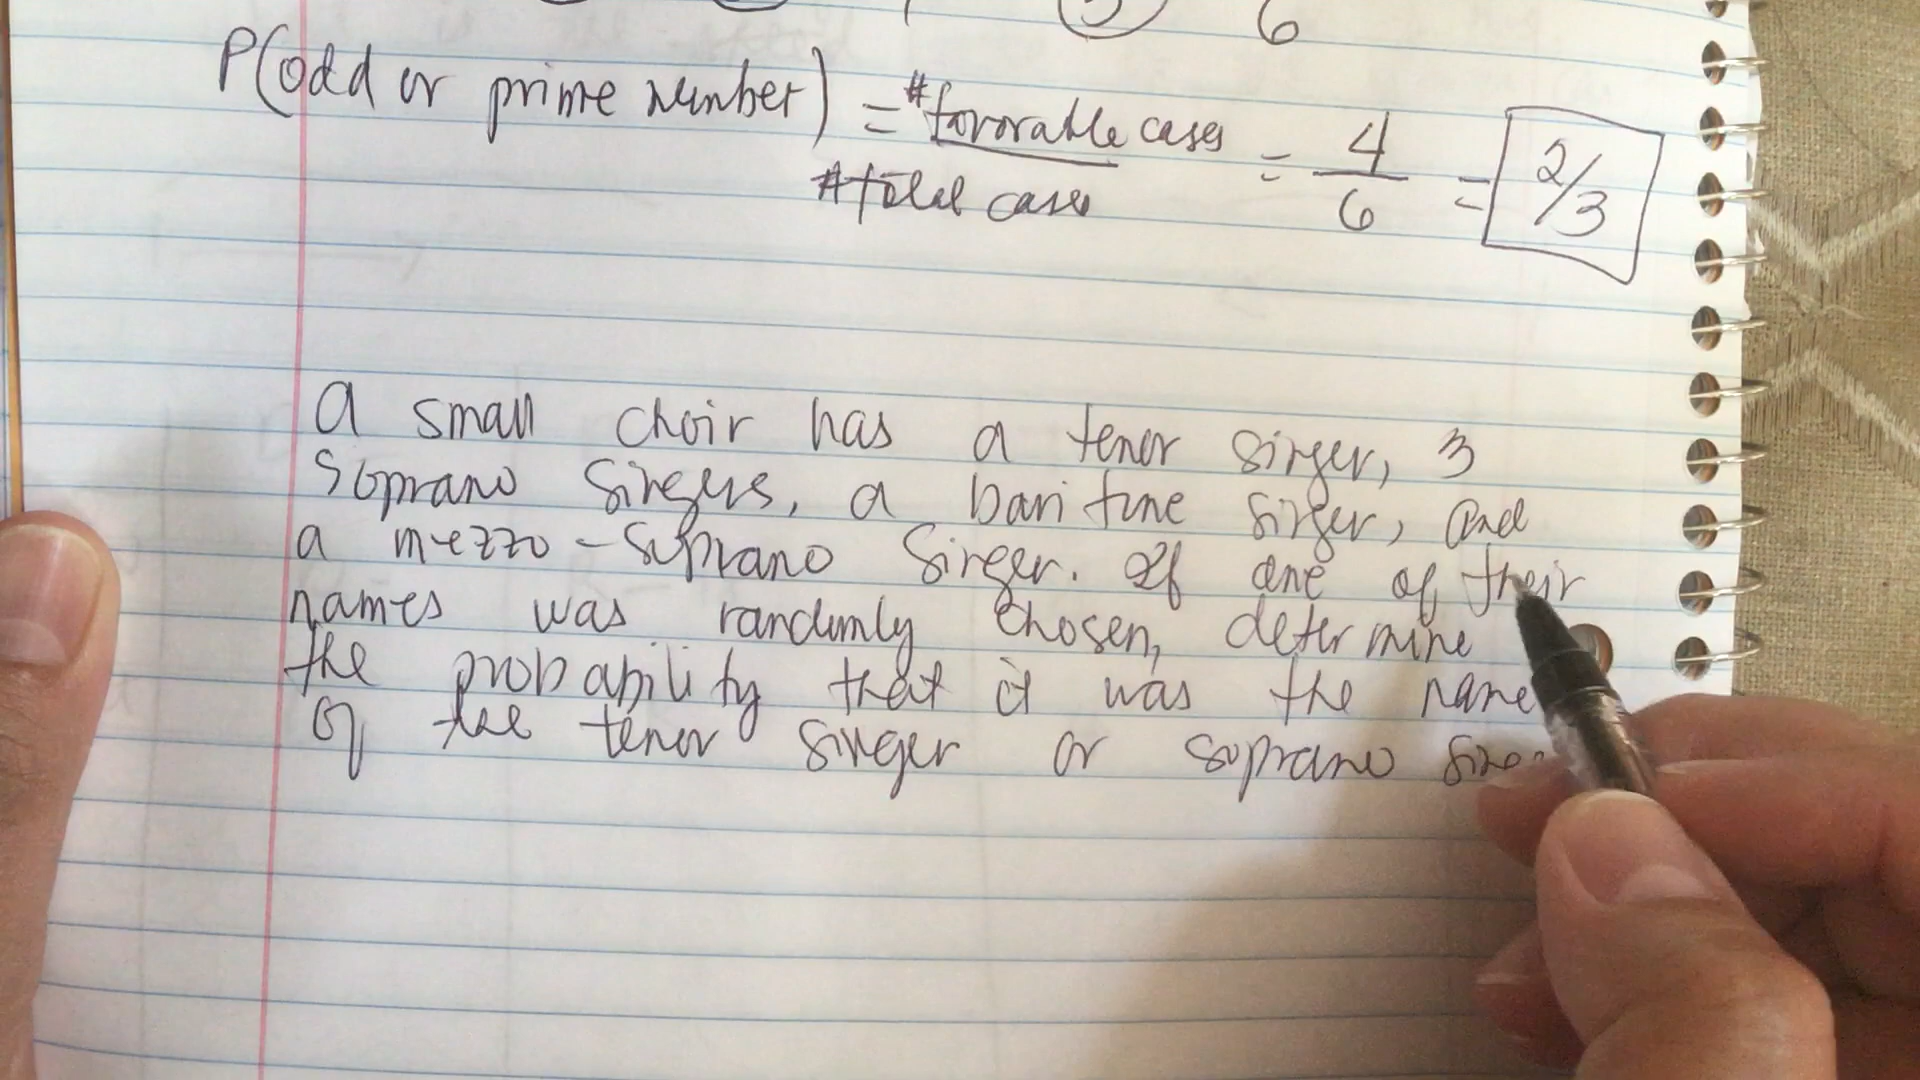 6
P(odd or prime number) = # favorable cases / # total cases = 4/6 = 2/3
a small choir has a tenor singer, 3
soprano singers, a baritone singer, and
a mezzo-soprano singer. If one of their
names was randomly chosen, determine
the probability that it was the name
of the tenor singer or soprano